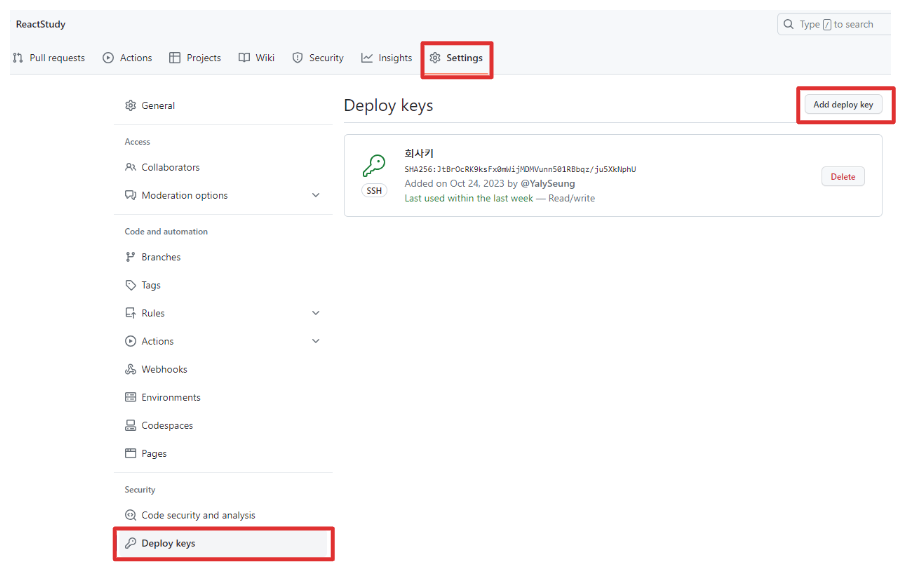 ReactStudy
Type / to search
Pull requests
Actions
Projects
Wiki
Security
Insights
Settings
General
Access
Collaborators
Moderation options
Code and automation
Branches
Tags
Rules
Actions
Webhooks
Environments
Codespaces
Pages
Security
Code security and analysis
Deploy keys
Deploy keys
Add deploy key
회사키
SSH
Added on Oct 24, 2023 by @YalySeung
Last used within the last week — Read/write
Delete